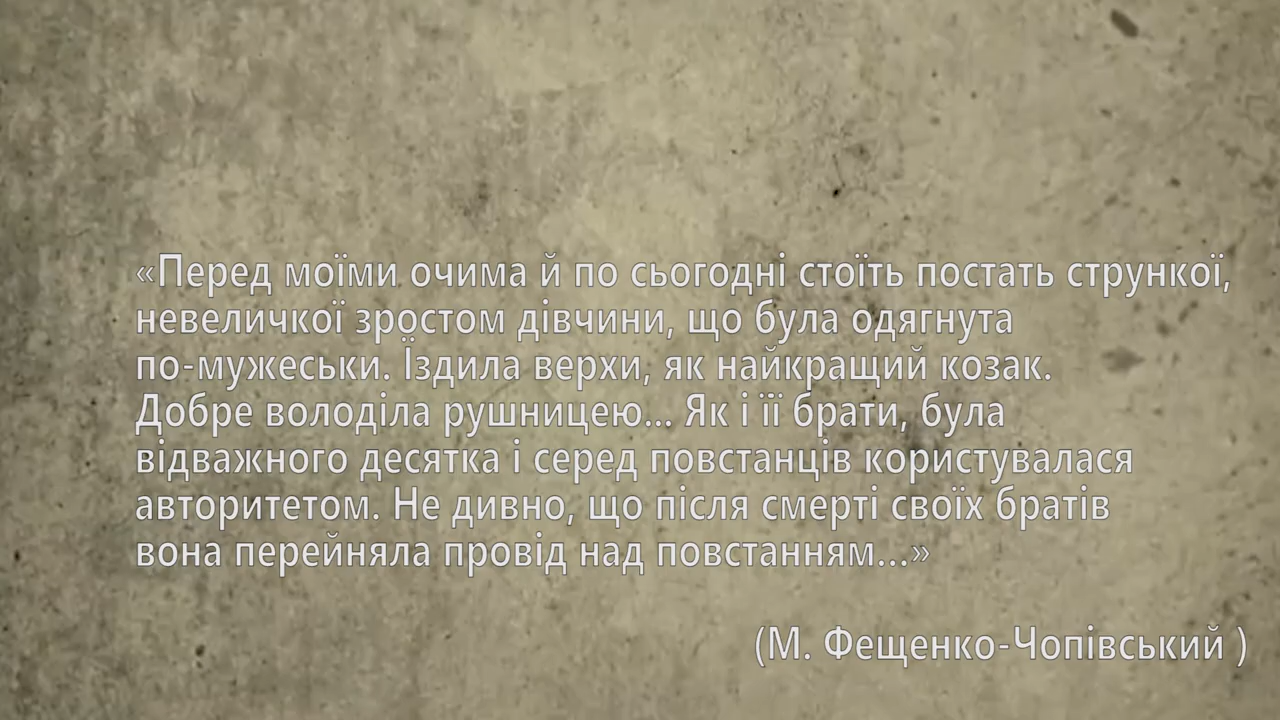 «Перед моїми очима й по сьогодні стоїть постать стрункої,
невеличкої зростом дівчини, що була одягнута
по-мужеськи. Їздила верхи, як найкращий козак.
Добре володіла рушницею... Як і її брати, була
відважного десятка і серед повстанців користувалася
авторитетом. Не дивно, що після смерті своїх братів
вона перейняла провід над повстанням...»
(М. Фещенко-Чопівський )